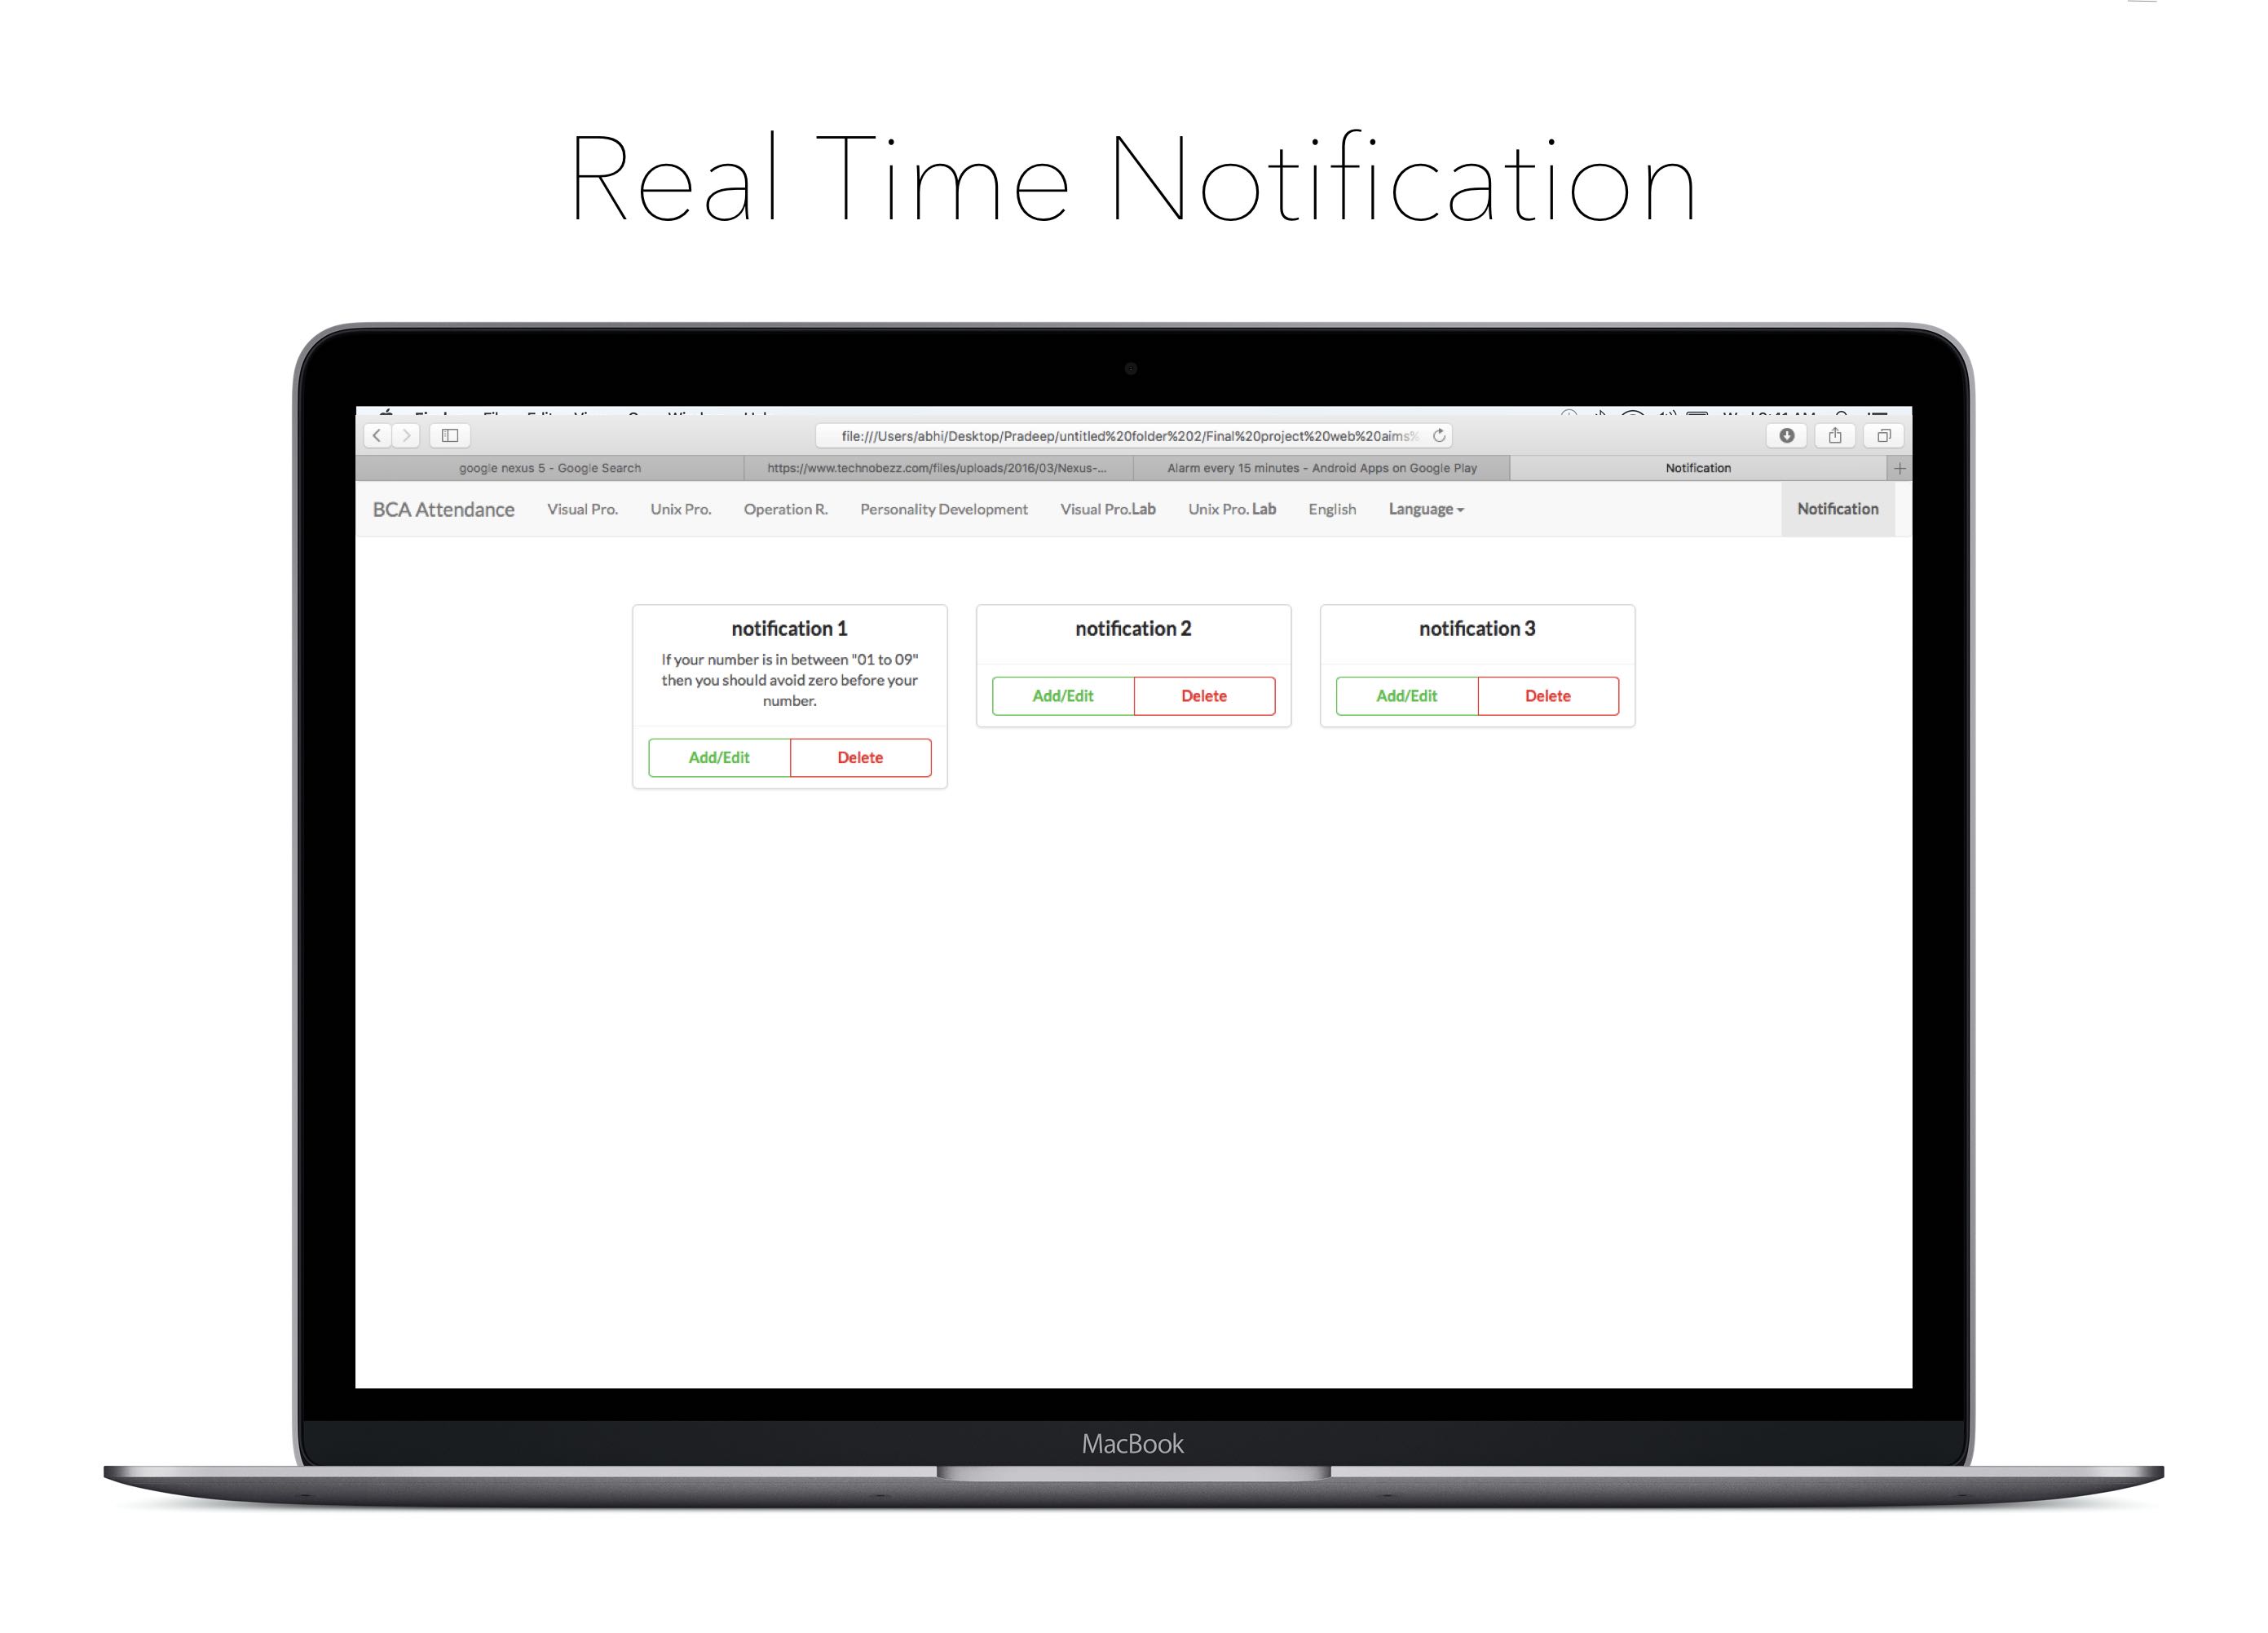 Real Time Notification
file:///Users/abhi/Desktop/Pradeep/untitled%20folder%202/Final%20project%20web%20aims%
google nexus 5 - Google Search
https://www.technobezz.com/files/uploads/2016/03/Nexus-...
Alarm every 15 minutes - Android Apps on Google Play
Notification
BCA Attendance
Visual Pro.
Unix Pro.
Operation R.
Personality Development
Visual Pro.Lab
Unix Pro. Lab
English
Language
Notification
notification 1
If your number is in between "01 to 09"
then you should avoid zero before your
number.
Add/Edit
Delete
notification 2
Add/Edit
Delete
notification 3
Add/Edit
Delete
MacBook